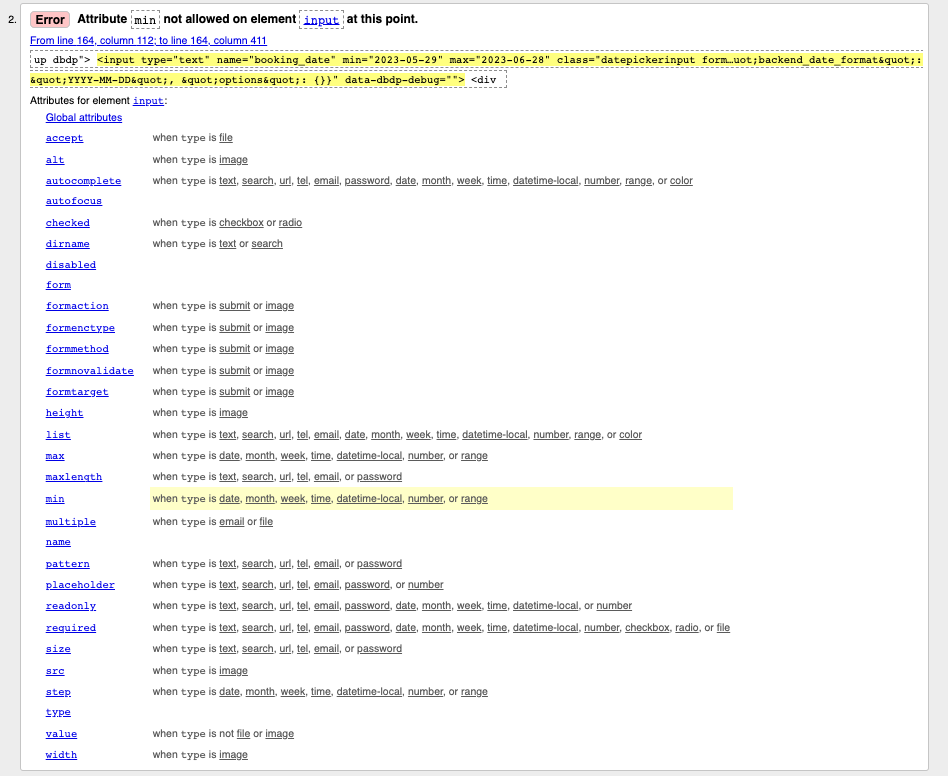 2. Error Attribute min not allowed on element input at this point.
From line 164, column 112; to line 164, column 411
up dbdp"> <input type="text" name="booking_date" min="2023-05-29" max="2023-06-28" class="datepickerinput form…uot;backend_date_format&quot;:
&quot;YYYY-MM-DD&quot;, &quot;options&quot;: {}}" data-dbdp-debug=""> <div
Attributes for element input:
Global attributes
accept when type is file
alt when type is image
autocomplete when type is text, search, url, tel, email, password, date, month, week, time, datetime-local, number, range, or color
autofocus
checked when type is checkbox or radio
dirname when type is text or search
disabled
form
formaction when type is submit or image
formenctype when type is submit or image
formmethod when type is submit or image
formnovalidate when type is submit or image
formtarget when type is submit or image
height when type is image
list when type is text, search, url, tel, email, date, month, week, time, datetime-local, number, range, or color
max when type is date, month, week, time, datetime-local, number, or range
maxlength when type is text, search, url, tel, email, or password
min when type is date, month, week, time, datetime-local, number, or range
multiple when type is email or file
name
pattern when type is text, search, url, tel, email, or password
placeholder when type is text, search, url, tel, email, password, or number
readonly when type is text, search, url, tel, email, password, date, month, week, time, datetime-local, or number
required when type is text, search, url, tel, email, password, date, month, week, time, datetime-local, number, checkbox, radio, or file
size when type is text, search, url, tel, email, or password
src when type is image
step when type is date, month, week, time, datetime-local, number, or range
type
value when type is not file or image
width when type is image